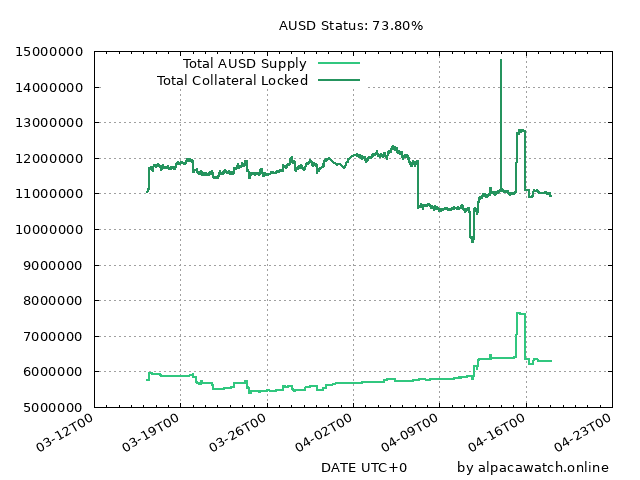 AUSD Status: 73.80%
15000000
14000000
13000000
12000000
11000000
10000000
9000000
8000000
7000000
6000000
5000000
Total AUSD Supply
Total Collateral Locked
03-12T00
03-19T00
03-26T00
04-02T00
04-09T00
04-16T00
04-23T00
DATE UTC+0
by alpacawatch.online